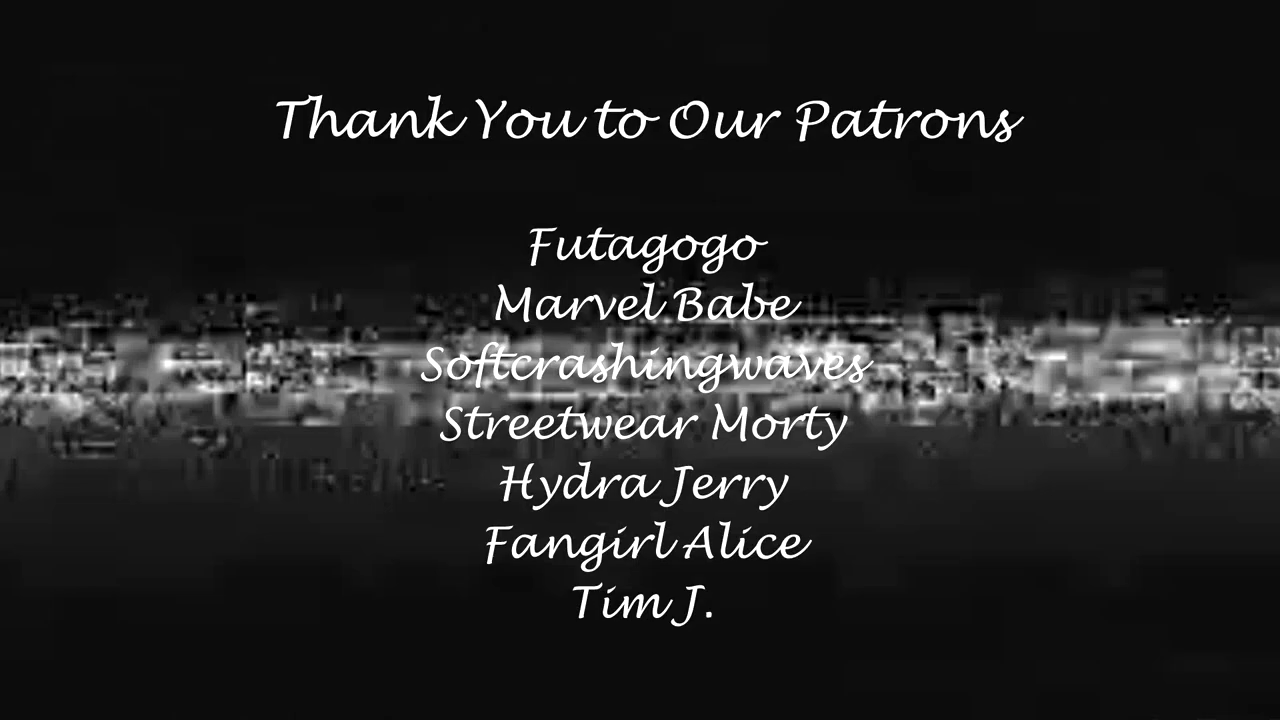 Thank You to Our Patrons
Futagogo
Marvel Babe
Softcrashingwaves
Streetwear Morty
Hydra Jerry
Fangirl Alice
Tim J.